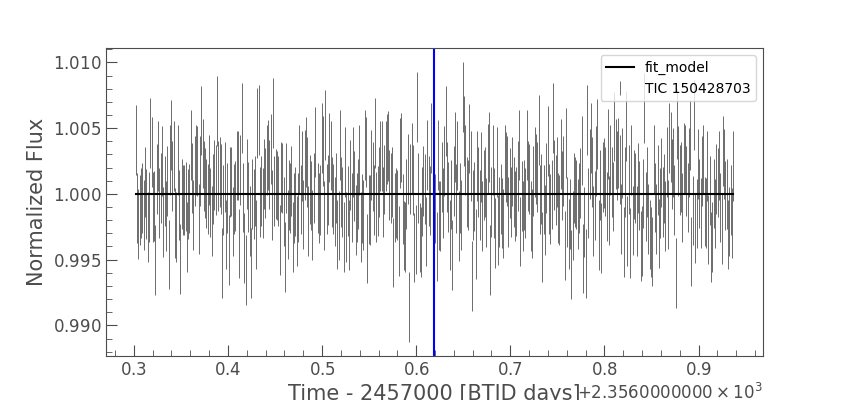 1.010
1.005
1.000
0.995
0.990
Normalized Flux
fit_model
TIC 150428703
0.3 0.4 0.5 0.6 0.7 0.8 0.9
Time - 2457000 [BTJD days]
+2.3560000000 × 10³